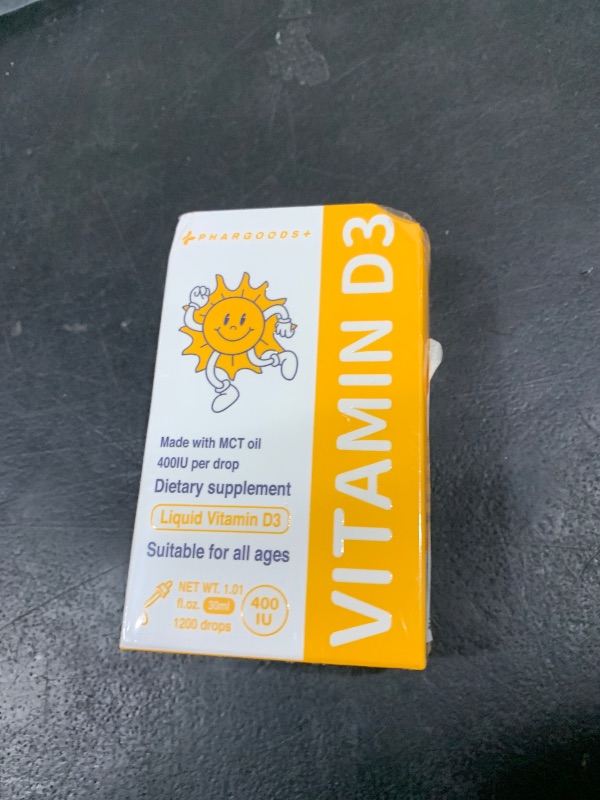 PHARGOODS+
Made with MCT oil
400IU per drop
Dietary supplement
Liquid Vitamin D3
Suitable for all ages
NET WT. 1.01
fl.oz. 30ml
1200 drops
400
IU
VITAMIN D3